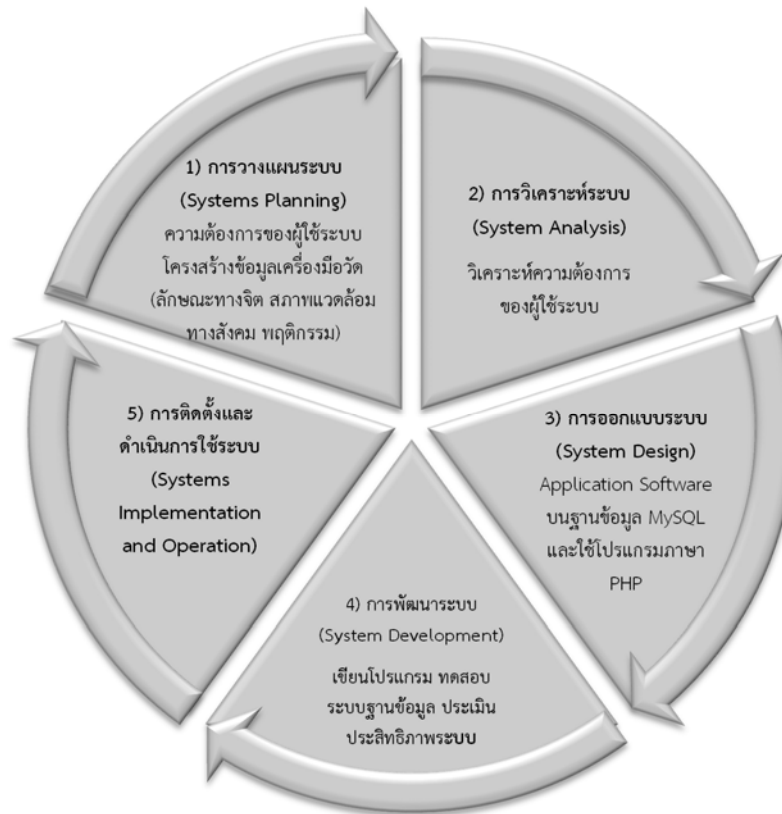 1) การวางแผนระบบ
(Systems Planning)
ความต้องการของผู้ใช้ระบบ
โครงสร้างข้อมูลเครื่องมือวัด
(ลักษณะทางจิต สภาพแวดล้อม
ทางสังคม พฤติกรรม)
2) การวิเคราะห์ระบบ
(System Analysis)
วิเคราะห์ความต้องการ
ของผู้ใช้ระบบ
3) การออกแบบระบบ
(System Design)
Application Software
บนฐานข้อมูล MySQL
และใช้โปรแกรมภาษา
PHP
4) การพัฒนาระบบ
(System Development)
เขียนโปรแกรม ทดสอบ
ระบบฐานข้อมูล ประเมิน
ประสิทธิภาพระบบ
5) การติดตั้งและ
ดำเนินการใช้ระบบ
(Systems
Implementation
and Operation)